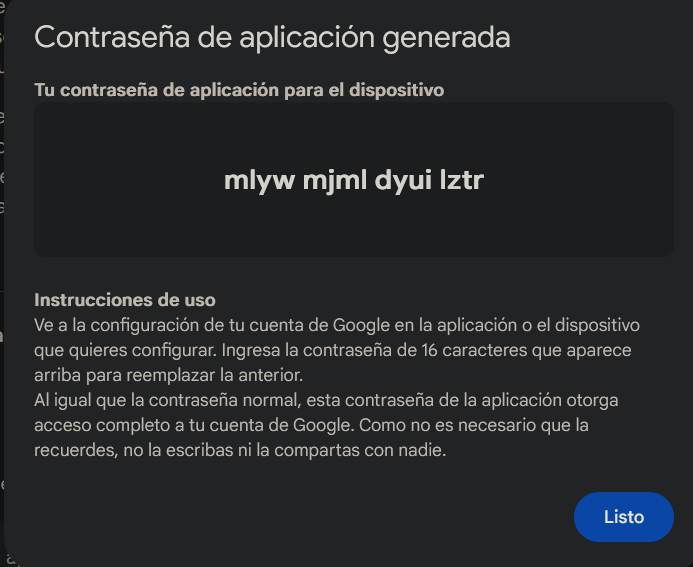 Contraseña de aplicación generada
Tu contraseña de aplicación para el dispositivo
mlyw mjml dyui lztr
Instrucciones de uso
Ve a la configuración de tu cuenta de Google en la aplicación o el dispositivo
que quieres configurar. Ingresa la contraseña de 16 caracteres que aparece
arriba para reemplazar la anterior.
Al igual que la contraseña normal, esta contraseña de la aplicación otorga
acceso completo a tu cuenta de Google. Como no es necesario que la
recuerdes, no la escribas ni la compartas con nadie.
Listo